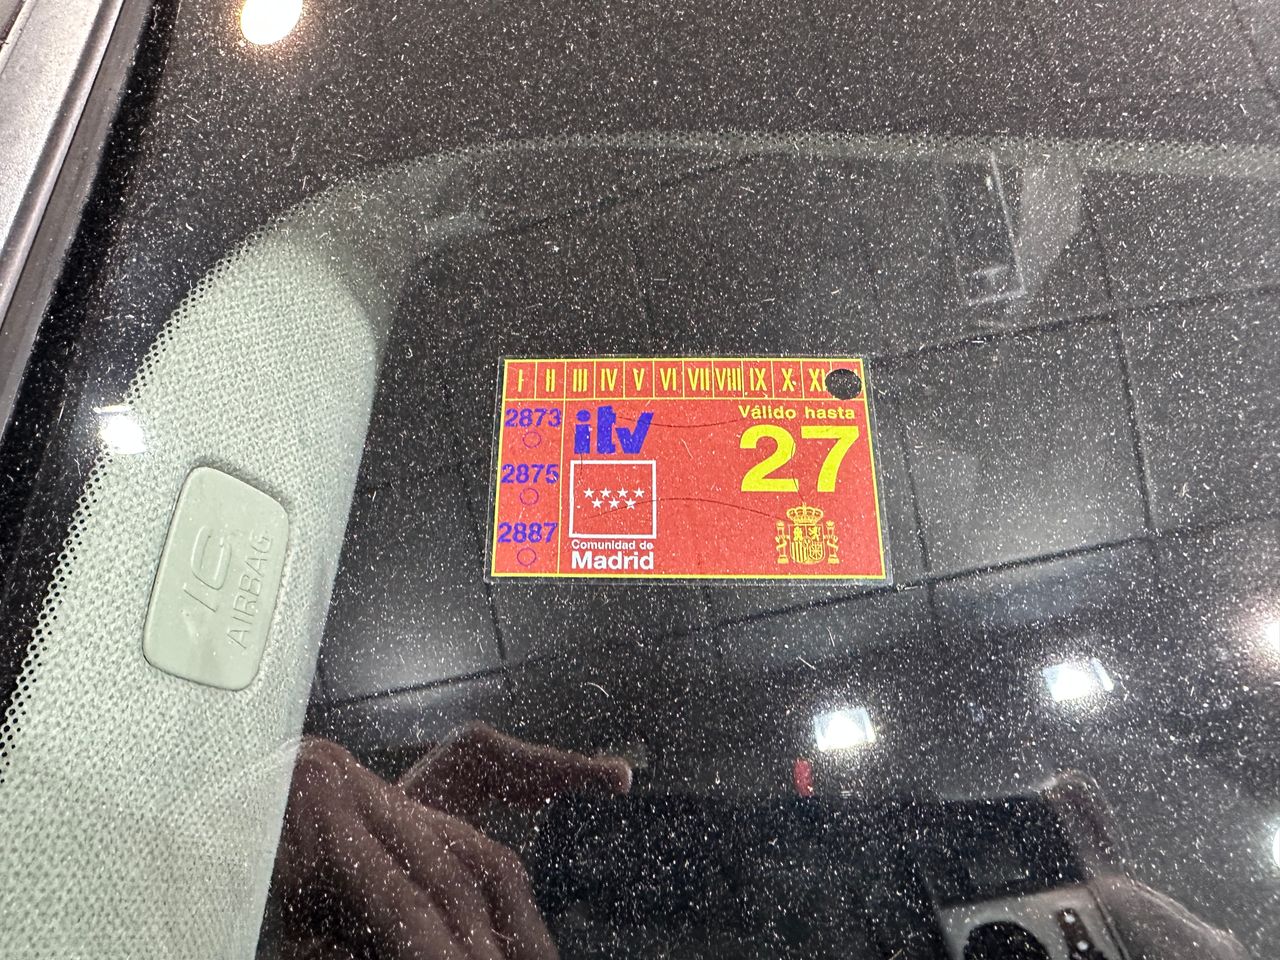 I II III IV V VI VII VIII IX X XI
2873
2875
2887
itv
Comunidad de
Madrid
Válido hasta
27
AIRBAG